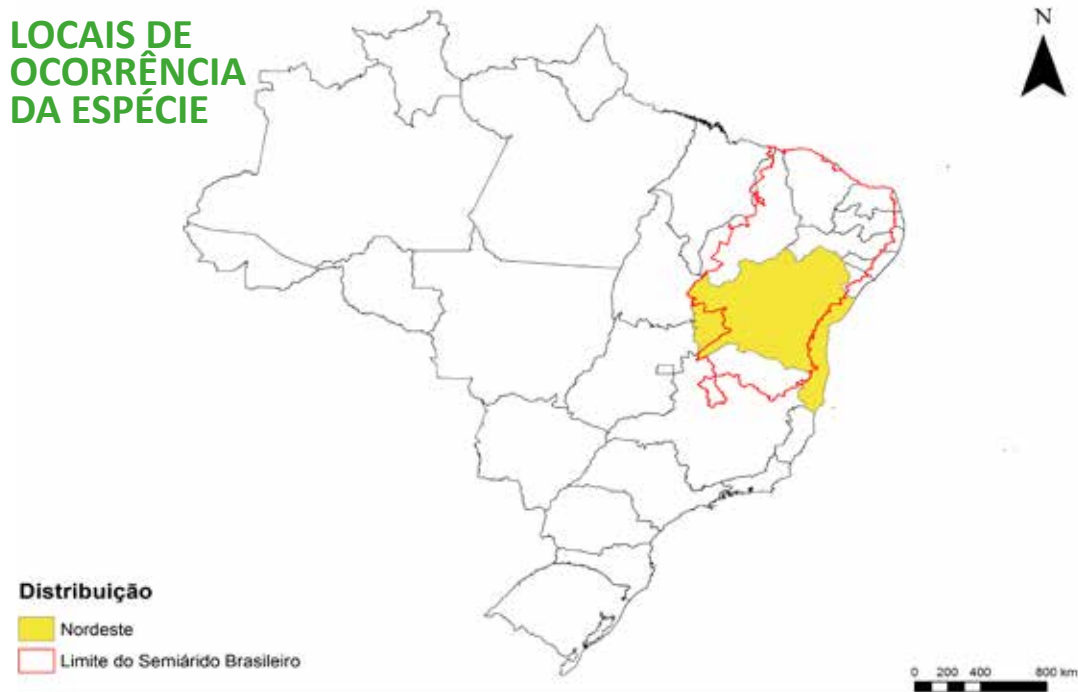 LOCAIS DE
OCORRÊNCIA
DA ESPÉCIE
N
Distribuição
Nordeste
Limite do Semiárido Brasileiro
0 200 400 800 km